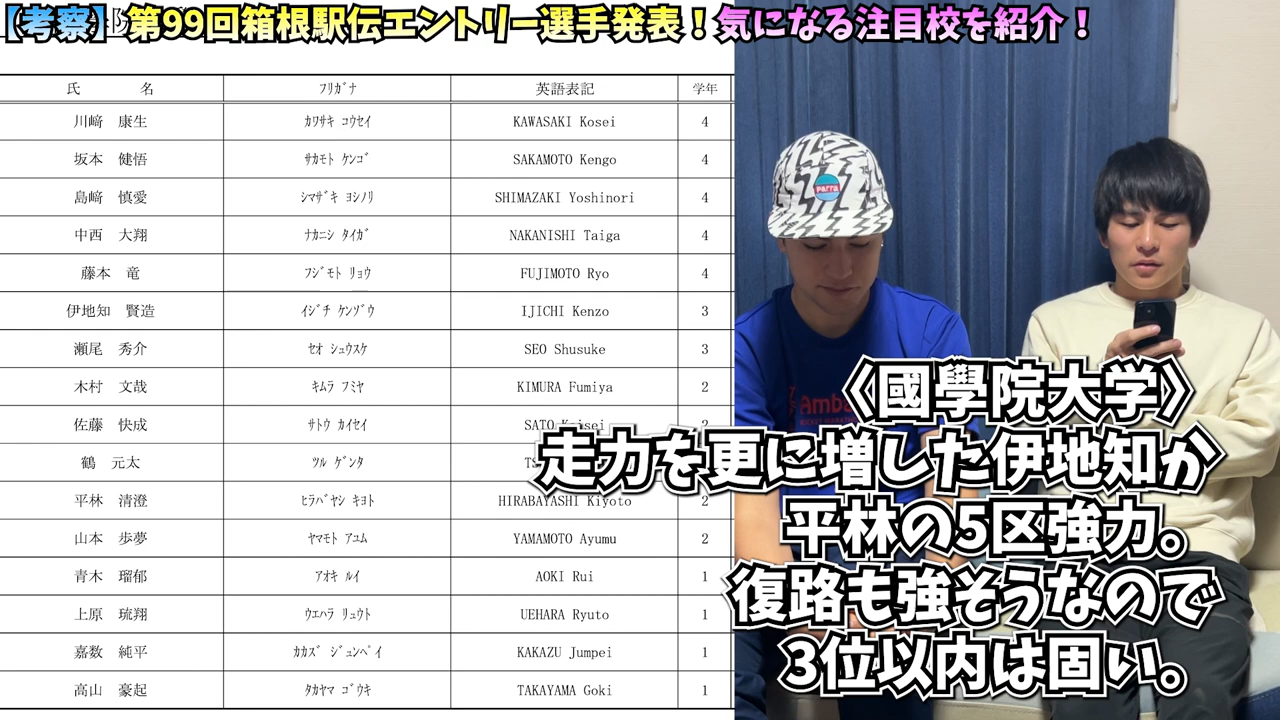 【考察】第99回箱根駅伝エントリー選手発表！気になる注目校を紹介！
氏　名 ﾌﾘｶﾞﾅ 英語表記 学年
川﨑　康生 ｶﾜｻｷ ｺｳｾｲ KAWASAKI Kosei 4
坂本　健悟 ｻｶﾓﾄ ｹﾝｺﾞ SAKAMOTO Kengo 4
島﨑　慎愛 ｼﾏｻﾞｷ ﾖｼﾉﾘ SHIMAZAKI Yoshinori 4
中西　大翔 ﾅｶﾆｼ ﾀｲｶﾞ NAKANISHI Taiga 4
藤本　竜 ﾌｼﾞﾓﾄ ﾘｮｳ FUJIMOTO Ryo 4
伊地知　賢造 ｲｼﾞﾁ ｹﾝｿﾞｳ IJICHI Kenzo 3
瀬尾　秀介 ｾｵ ｼｭｳｽｹ SEO Shusuke 3
木村　文哉 ｷﾑﾗ ﾌﾐﾔ KIMURA Fumiya 2
佐藤　快成 ｻﾄｳ ｶｲｾｲ SATO Kaisei 2
鶴　元太 ﾂﾙ ｹﾞﾝﾀ
平林　清澄 ﾋﾗﾊﾞﾔｼ ｷﾖﾄ HIRABAYASHI Kiyoto 2
山本　歩夢 ﾔﾏﾓﾄ ｱﾕﾑ YAMAMOTO Ayumu 2
青木　瑠郁 ｱｵｷ ﾙｲ AOKI Rui 1
上原　琉翔 ｳｴﾊﾗ ﾘｭｳﾄ UEHARA Ryuto 1
嘉数　純平 ｶｶｽﾞ ｼﾞｭﾝﾍﾟｲ KAKAZU Jumpei 1
高山　豪起 ﾀｶﾔﾏ ｺﾞｳｷ TAKAYAMA Goki 1
parra
〈國學院大学〉
走力を更に増した伊地知か
平林の5区強力。
復路も強そうなので
3位以内は固い。